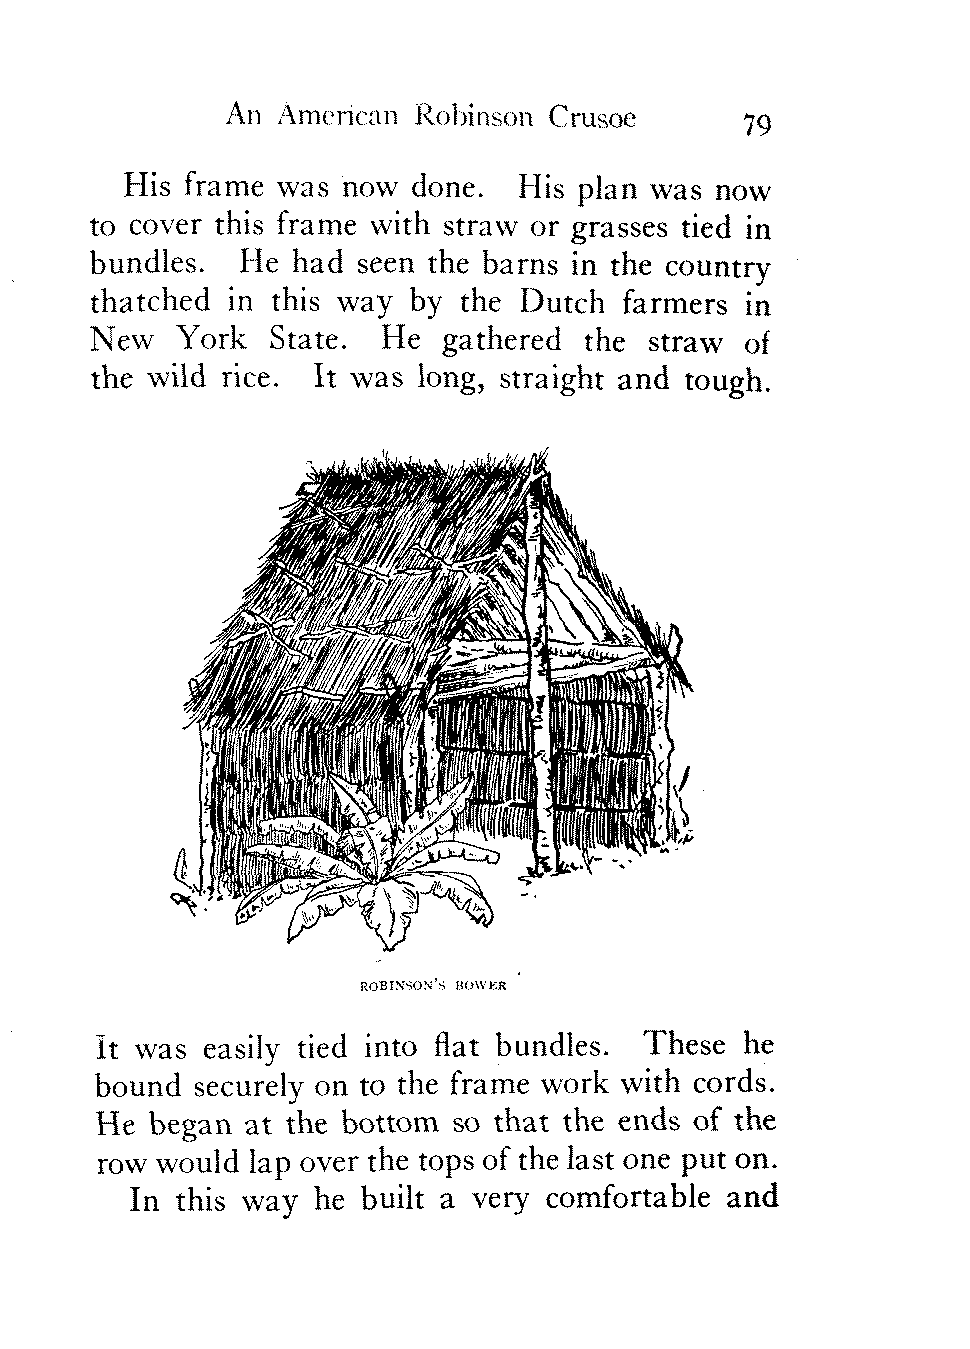 An American Robinson Crusoe 79
His frame was now done. His plan was now
to cover this frame with straw or grasses tied in
bundles. He had seen the barns in the country
thatched in this way by the Dutch farmers in
New York State. He gathered the straw of
the wild rice. It was long, straight and tough.
ROBINSON'S BOWER
It was easily tied into flat bundles. These he
bound securely on to the frame work with cords.
He began at the bottom so that the ends of the
row would lap over the tops of the last one put on.
In this way he built a very comfortable and